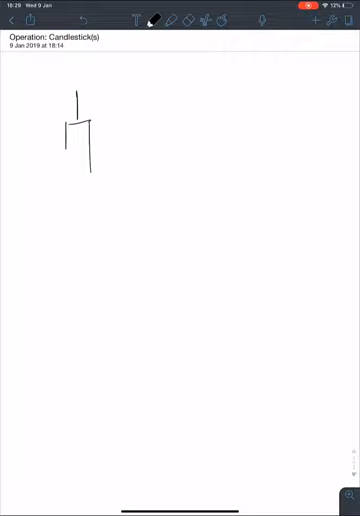 10:29 Wed 9 Jan
12%
Operation: Candlestick(s)
9 Jan 2019 at 18:14